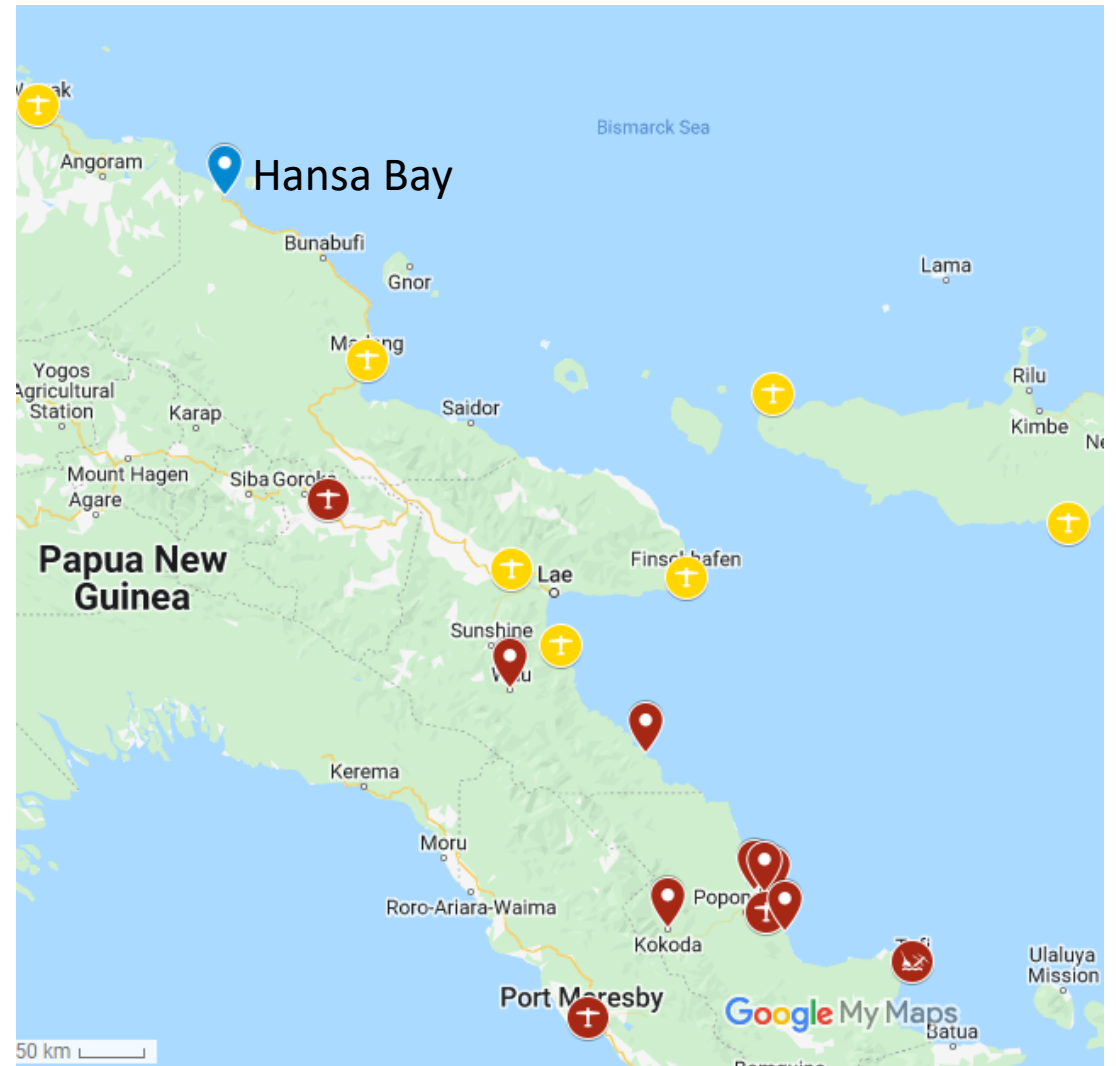 Bismarck Sea
Angoram
Hansa Bay
Bunabufi
Gnor
Lama
Yogos
Agricultural
Station
Karap
Saidor
Rilu
Kimbe
Mount Hagen
Siba
Agare
Papua New
Guinea
Lae
Sunshine
Kerema
Moru
Roro-Ariara-Waima
Kokoda
Ulaluya
Mission
Port Moresby
Google My Maps
Batua
50 km